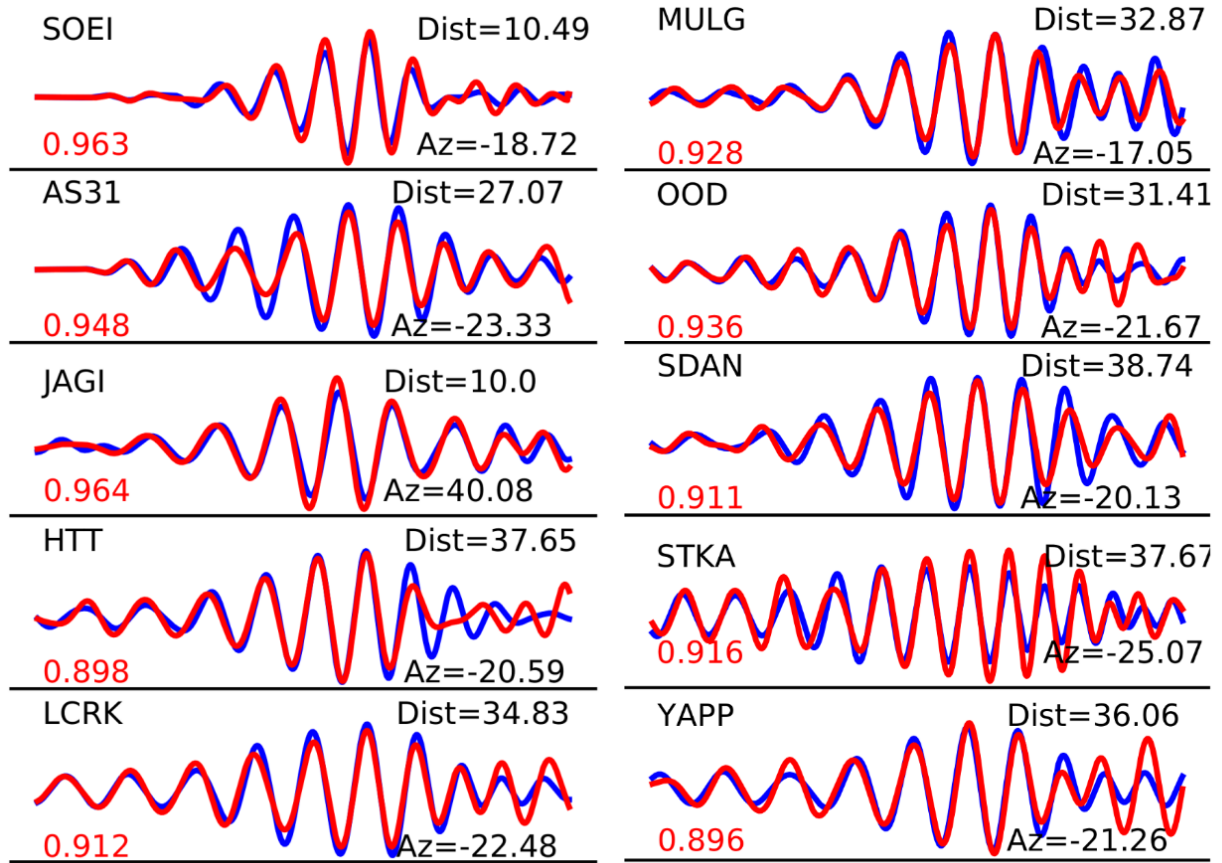 SOEI Dist=10.49
0.963 Az=-18.72
AS31 Dist=27.07
0.948 Az=-23.33
JAGI Dist=10.0
0.964 Az=40.08
HTT Dist=37.65
0.898 Az=-20.59
LCRK Dist=34.83
0.912 Az=-22.48
MULG Dist=32.87
0.928 Az=-17.05
OOD Dist=31.41
0.936 Az=-21.67
SDAN Dist=38.74
0.911 Az=-20.13
STKA Dist=37.67
0.916 Az=-25.07
YAPP Dist=36.06
0.896 Az=-21.26